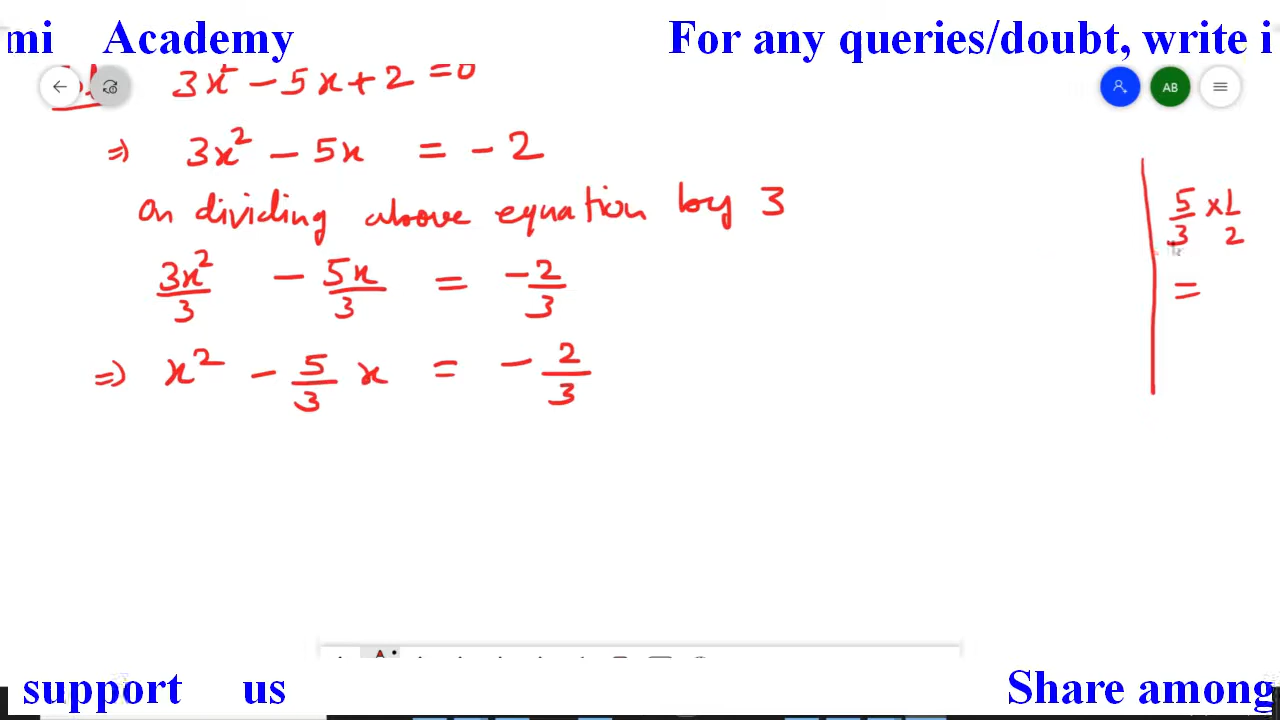 mi Academy For any queries/doubt, write i
3x² - 5x + 2 = 0
AB
⇒ 3x² - 5x = - 2
On dividing above equation by 3
3x²/3 - 5x/3 = -2/3
⇒ x² - 5/3 x = - 2/3
5/3 × 1/2
=
support us Share among